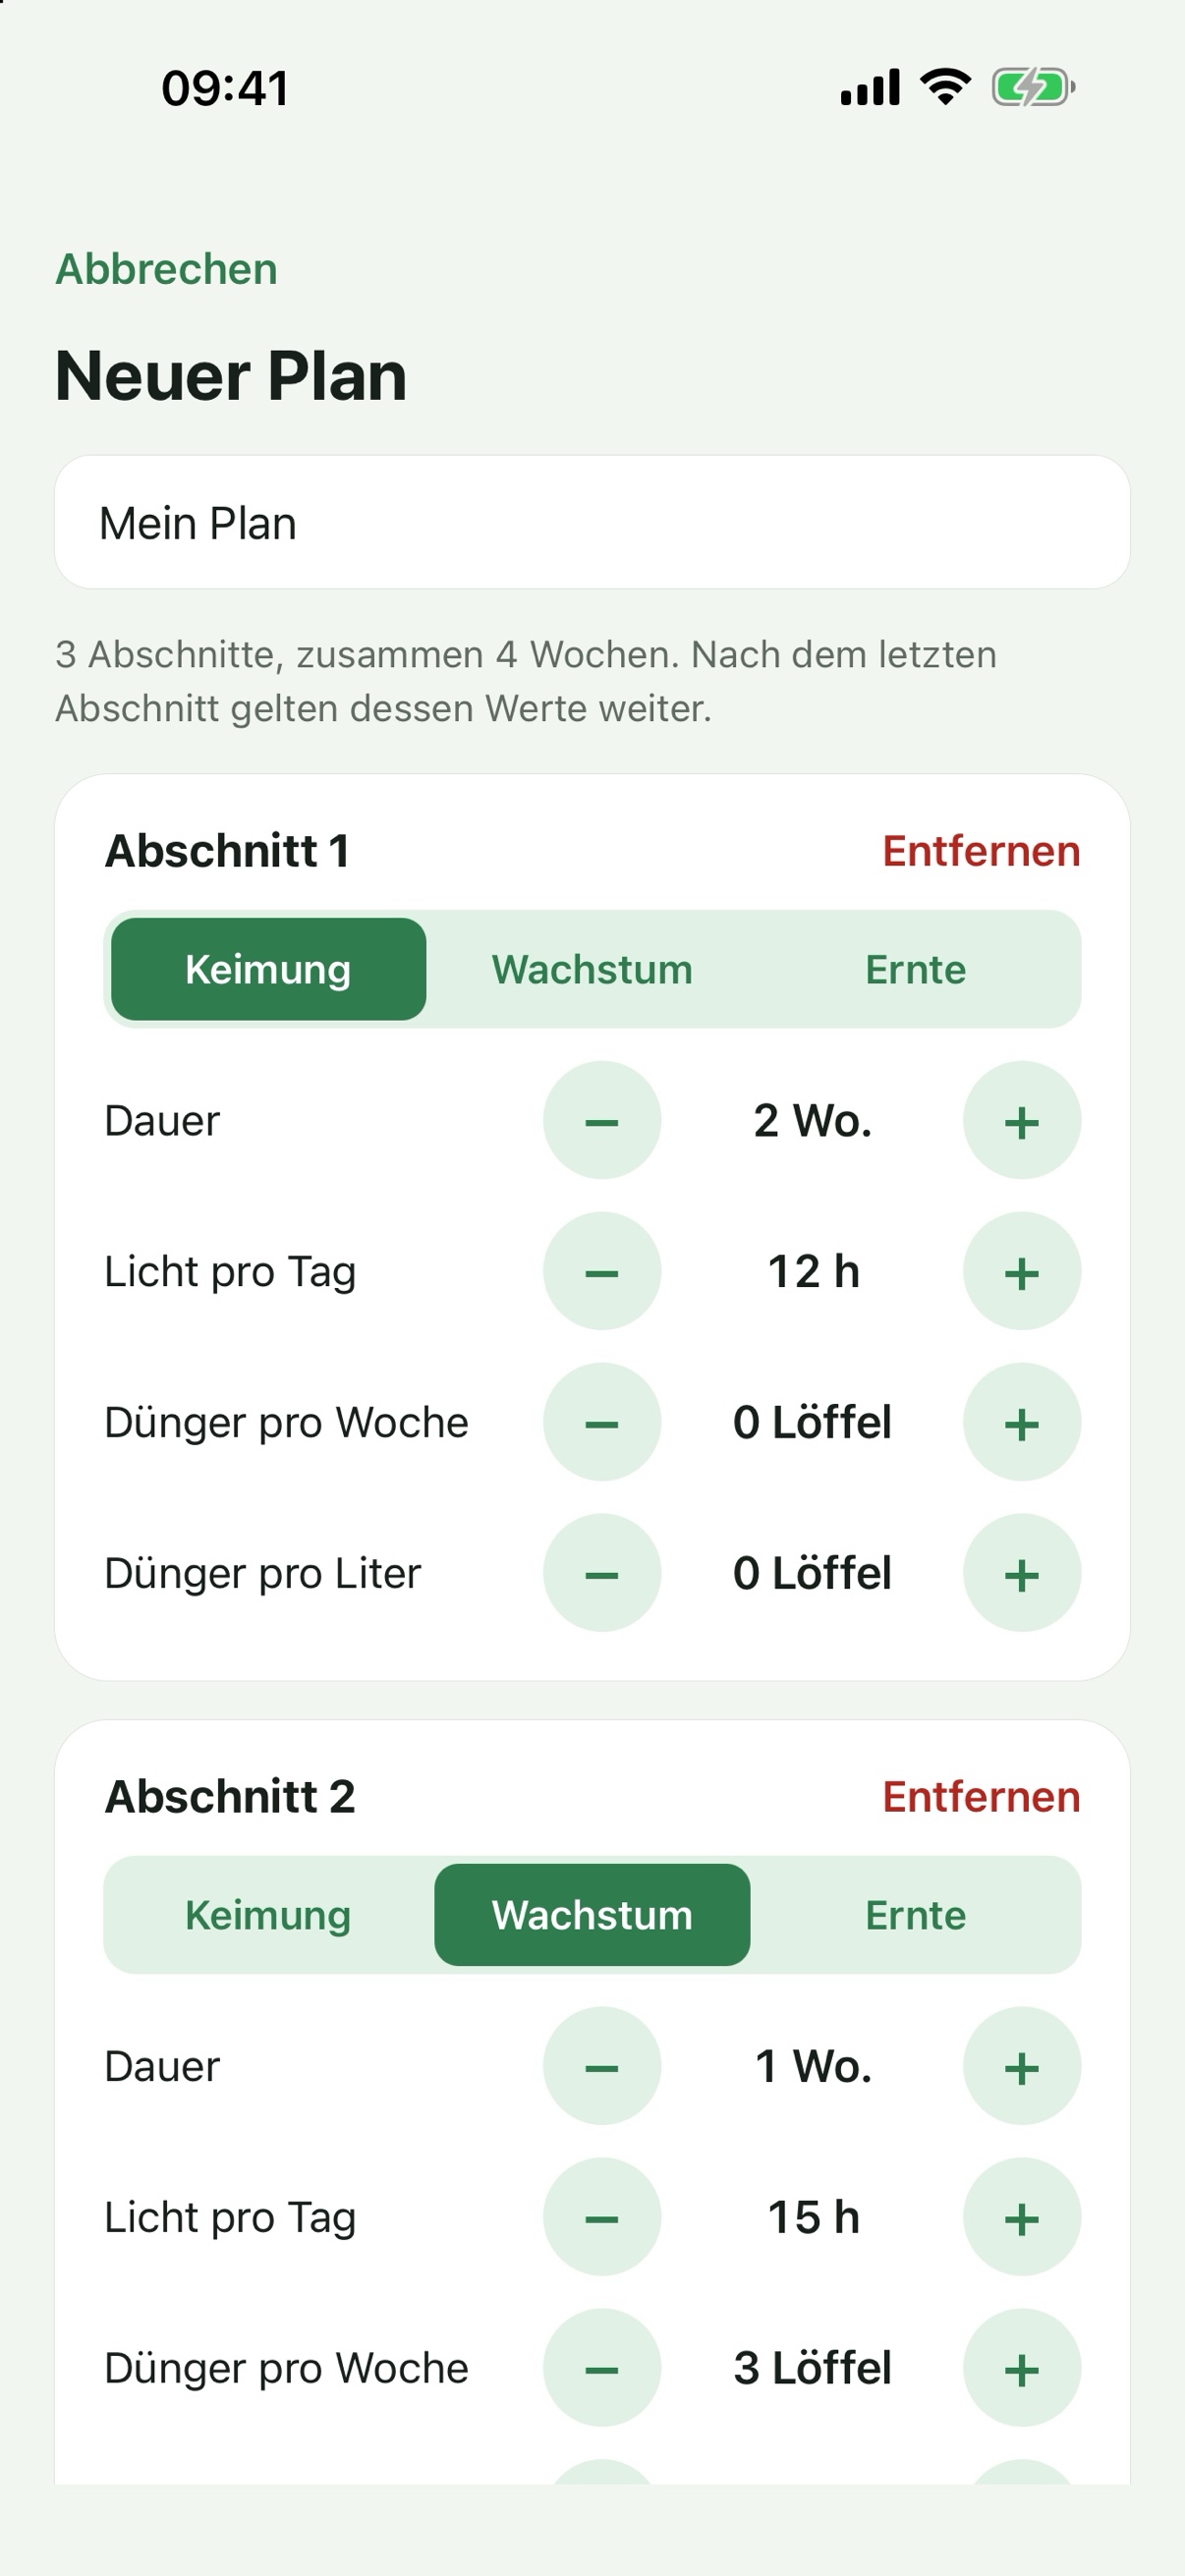 09:41
Abbrechen
Neuer Plan
Mein Plan
3 Abschnitte, zusammen 4 Wochen. Nach dem letzten
Abschnitt gelten dessen Werte weiter.
Abschnitt 1 Entfernen
Keimung Wachstum Ernte
Dauer − 2 Wo. +
Licht pro Tag − 12 h +
Dünger pro Woche − 0 Löffel +
Dünger pro Liter − 0 Löffel +
Abschnitt 2 Entfernen
Keimung Wachstum Ernte
Dauer − 1 Wo. +
Licht pro Tag − 15 h +
Dünger pro Woche − 3 Löffel +